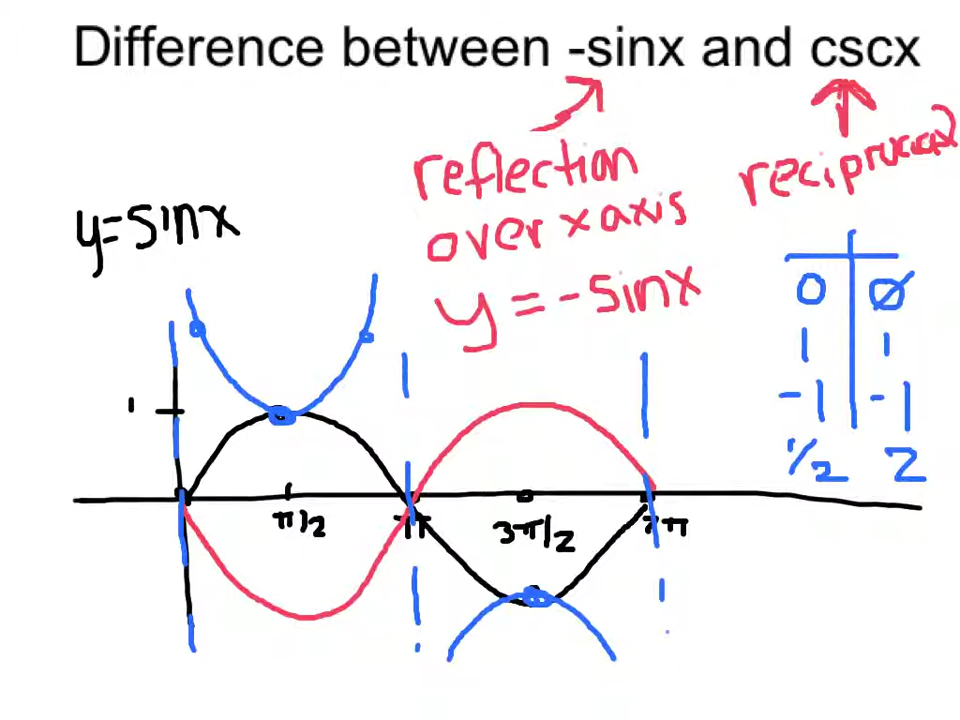 Difference between -sinx and cscx
reflection
over x axis
y = -sinx
reciprocal
y=sinx
0 0
1 1
-1 -1
1/2 2
1
π/2 π 3π/2 2π